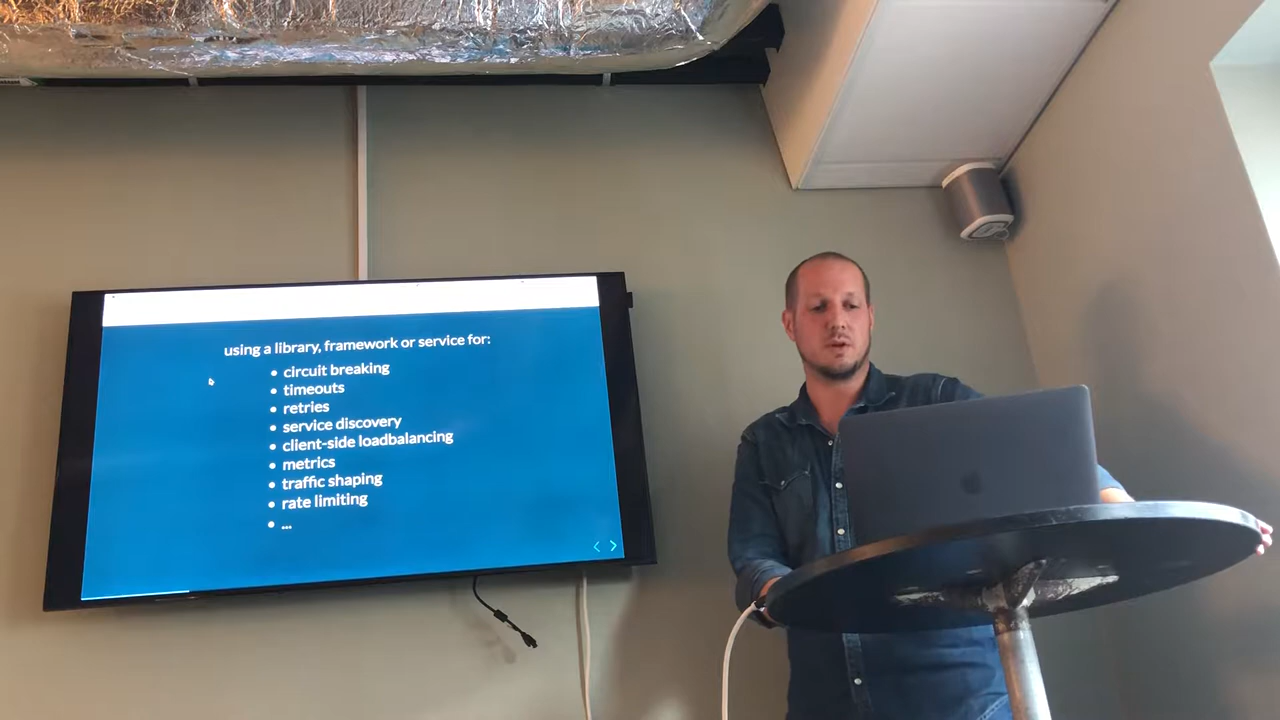 using a library, framework or service for:
circuit breaking
timeouts
retries
service discovery
client-side loadbalancing
metrics
traffic shaping
rate limiting
...